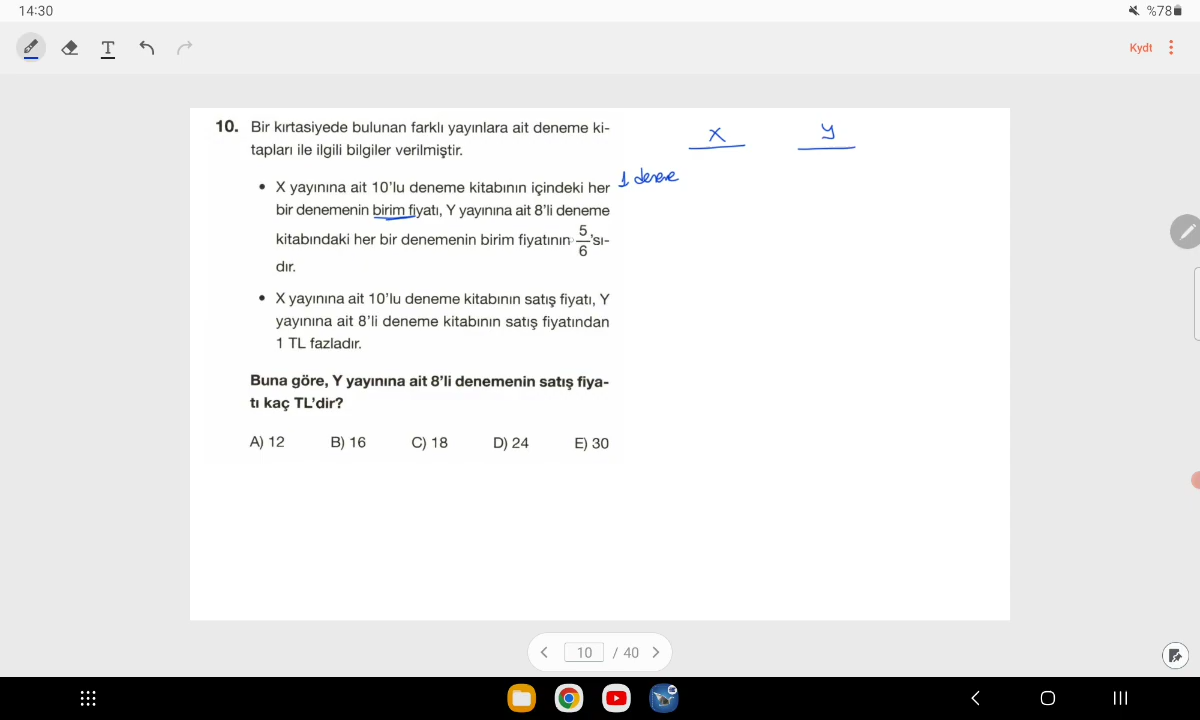 14:30
%78
T
Kydt
10. Bir kırtasiyede bulunan farklı yayınlara ait deneme ki-
tapları ile ilgili bilgiler verilmiştir.
x y
1 deneme
• X yayınına ait 10'lu deneme kitabının içindeki her
bir denemenin birim fiyatı, Y yayınına ait 8'li deneme
kitabındaki her bir denemenin birim fiyatının 5/6'sı-
dır.
• X yayınına ait 10'lu deneme kitabının satış fiyatı, Y
yayınına ait 8'li deneme kitabının satış fiyatından
1 TL fazladır.
Buna göre, Y yayınına ait 8'li denemenin satış fiya-
tı kaç TL'dir?
A) 12 B) 16 C) 18 D) 24 E) 30
10 / 40